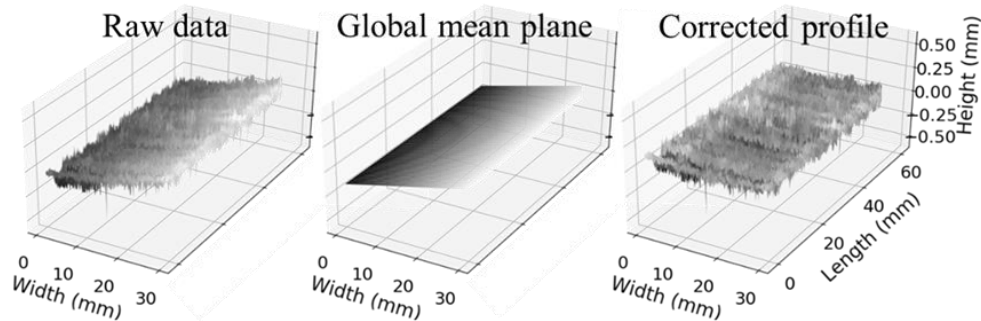 Raw data
Global mean plane
Corrected profile
0
10
20
30
Width (mm)
0
10
20
30
Width (mm)
0
10
20
30
Width (mm)
0
20
40
60
Length (mm)
0.50
0.25
0.00
-0.25
-0.50
Height (mm)